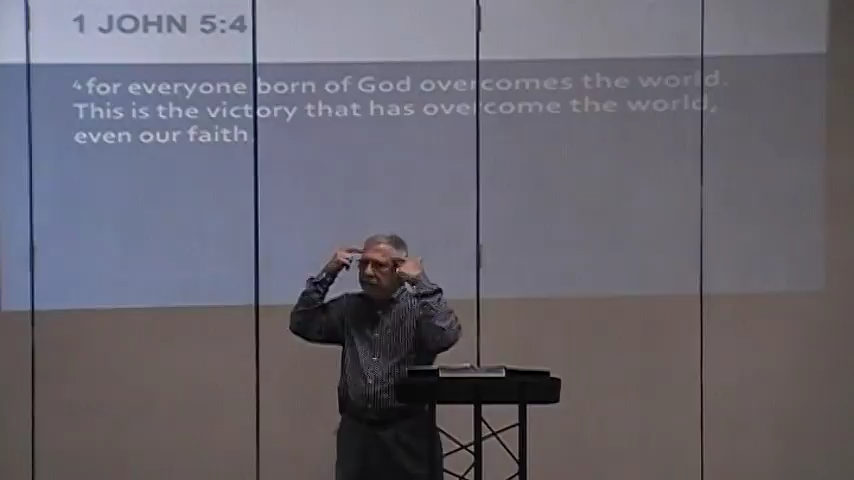 1 JOHN 5:4
4 for everyone born of God overcomes the world.
This is the victory that has overcome the world,
even our faith.